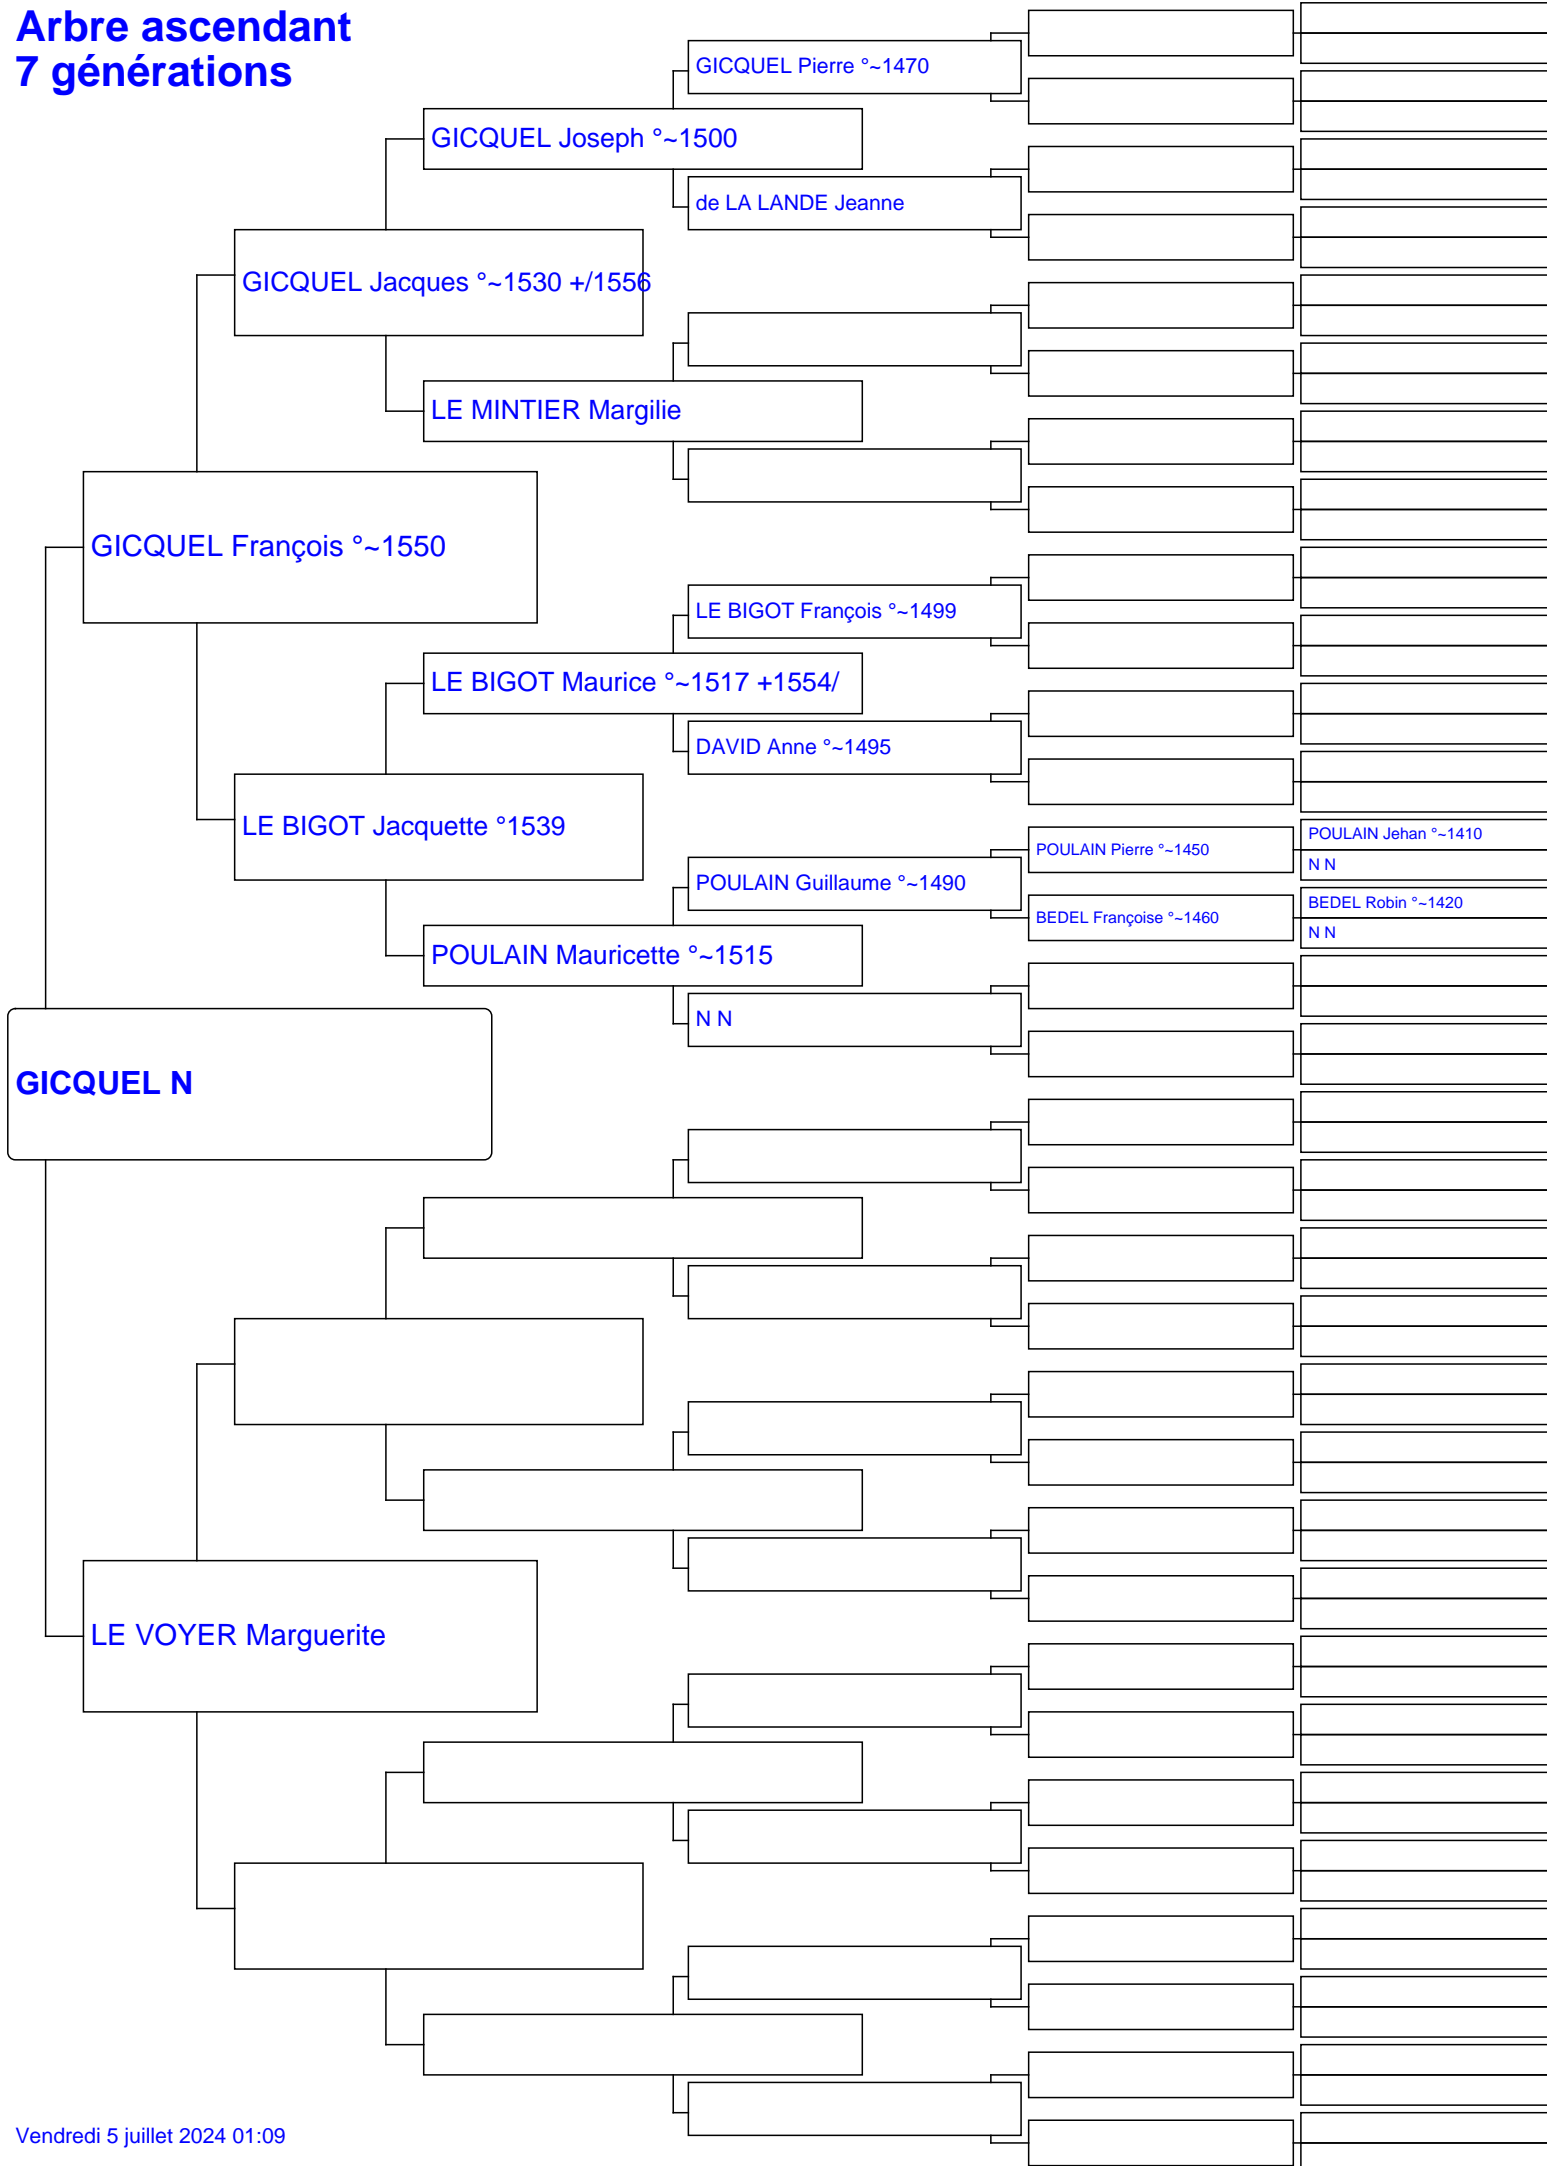 Arbre ascendant
7 générations
GICQUEL Pierre °~1470
GICQUEL Joseph °~1500
de LA LANDE Jeanne
GICQUEL Jacques °~1530 +/1556
LE MINTIER Margilie
GICQUEL François °~1550
LE BIGOT François °~1499
LE BIGOT Maurice °~1517 +1554/
DAVID Anne °~1495
LE BIGOT Jacquette °1539
POULAIN Jehan °~1410
POULAIN Pierre °~1450
N N
POULAIN Guillaume °~1490
BEDEL Robin °~1420
BEDEL Françoise °~1460
N N
POULAIN Mauricette °~1515
N N
GICQUEL N
LE VOYER Marguerite
Vendredi 5 juillet 2024 01:09